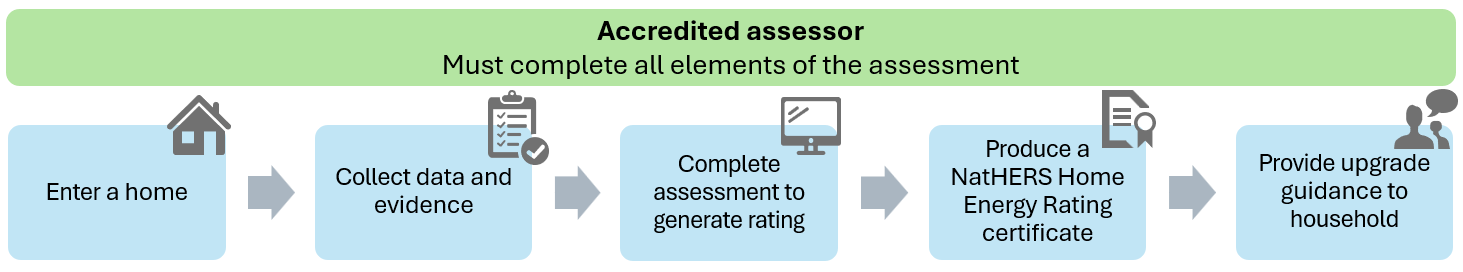 Accredited assessor
Must complete all elements of the assessment
Enter a home
Collect data and
evidence
Complete
assessment to
generate rating
Produce a
NatHERS Home
Energy Rating
certificate
Provide upgrade
guidance to
household